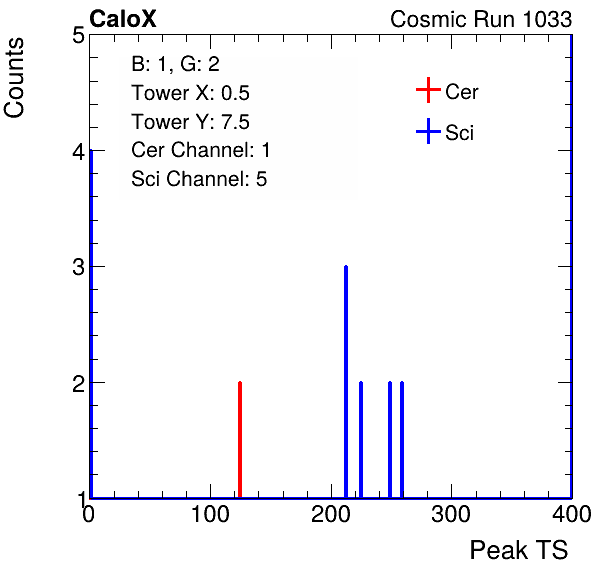 CaloX Cosmic Run 1033
Counts
B: 1, G: 2
Tower X: 0.5
Tower Y: 7.5
Cer Channel: 1
Sci Channel: 5
Cer
Sci
5
4
3
2
1
0 100 200 300 400
Peak TS